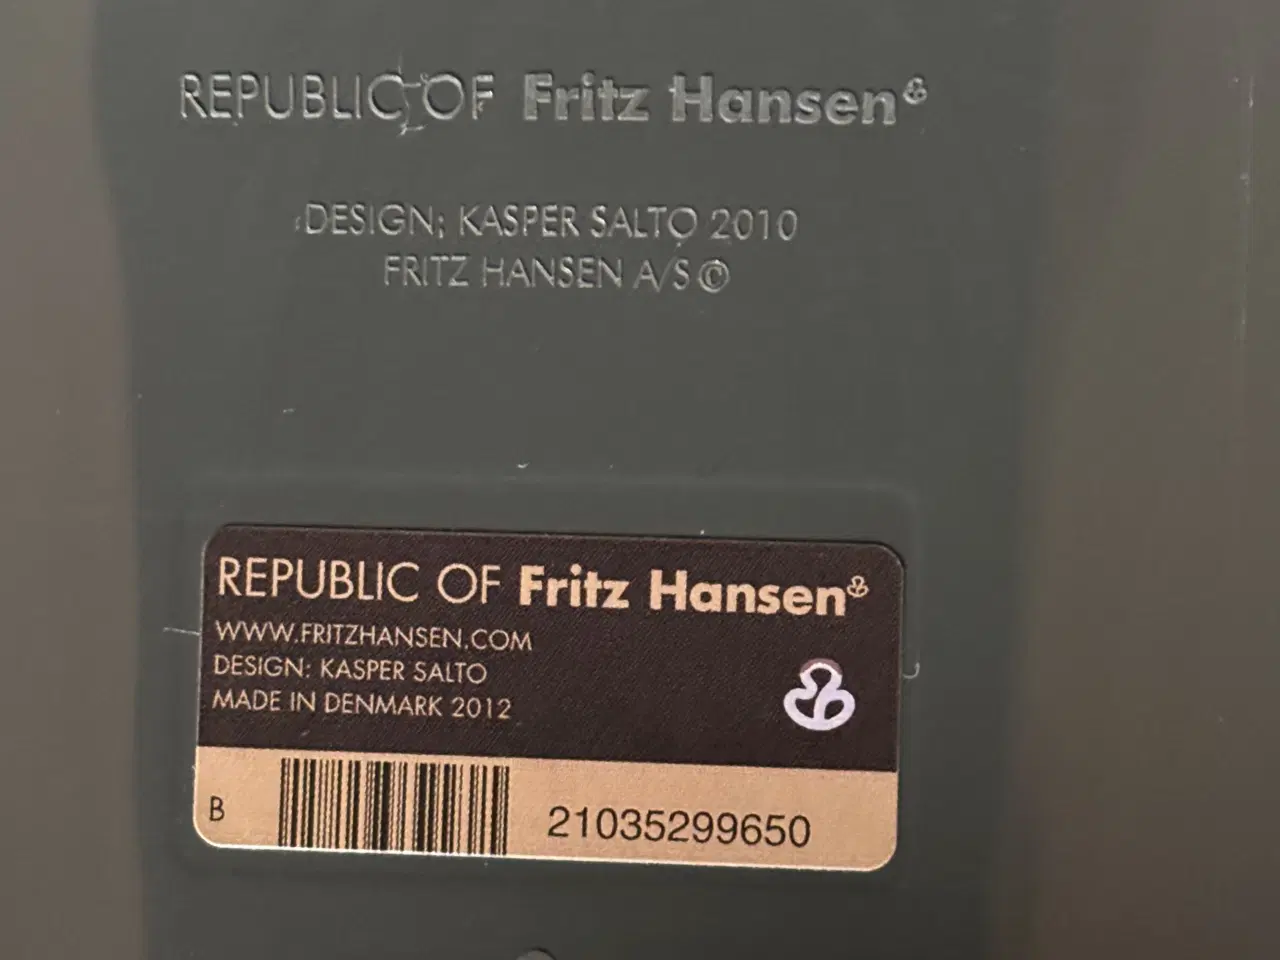 REPUBLIC OF Fritz Hansen
DESIGN: KASPER SALTO 2010
FRITZ HANSEN A/S ©
REPUBLIC OF Fritz Hansen
WWW.FRITZHANSEN.COM
DESIGN: KASPER SALTO
MADE IN DENMARK 2012
B 21035299650